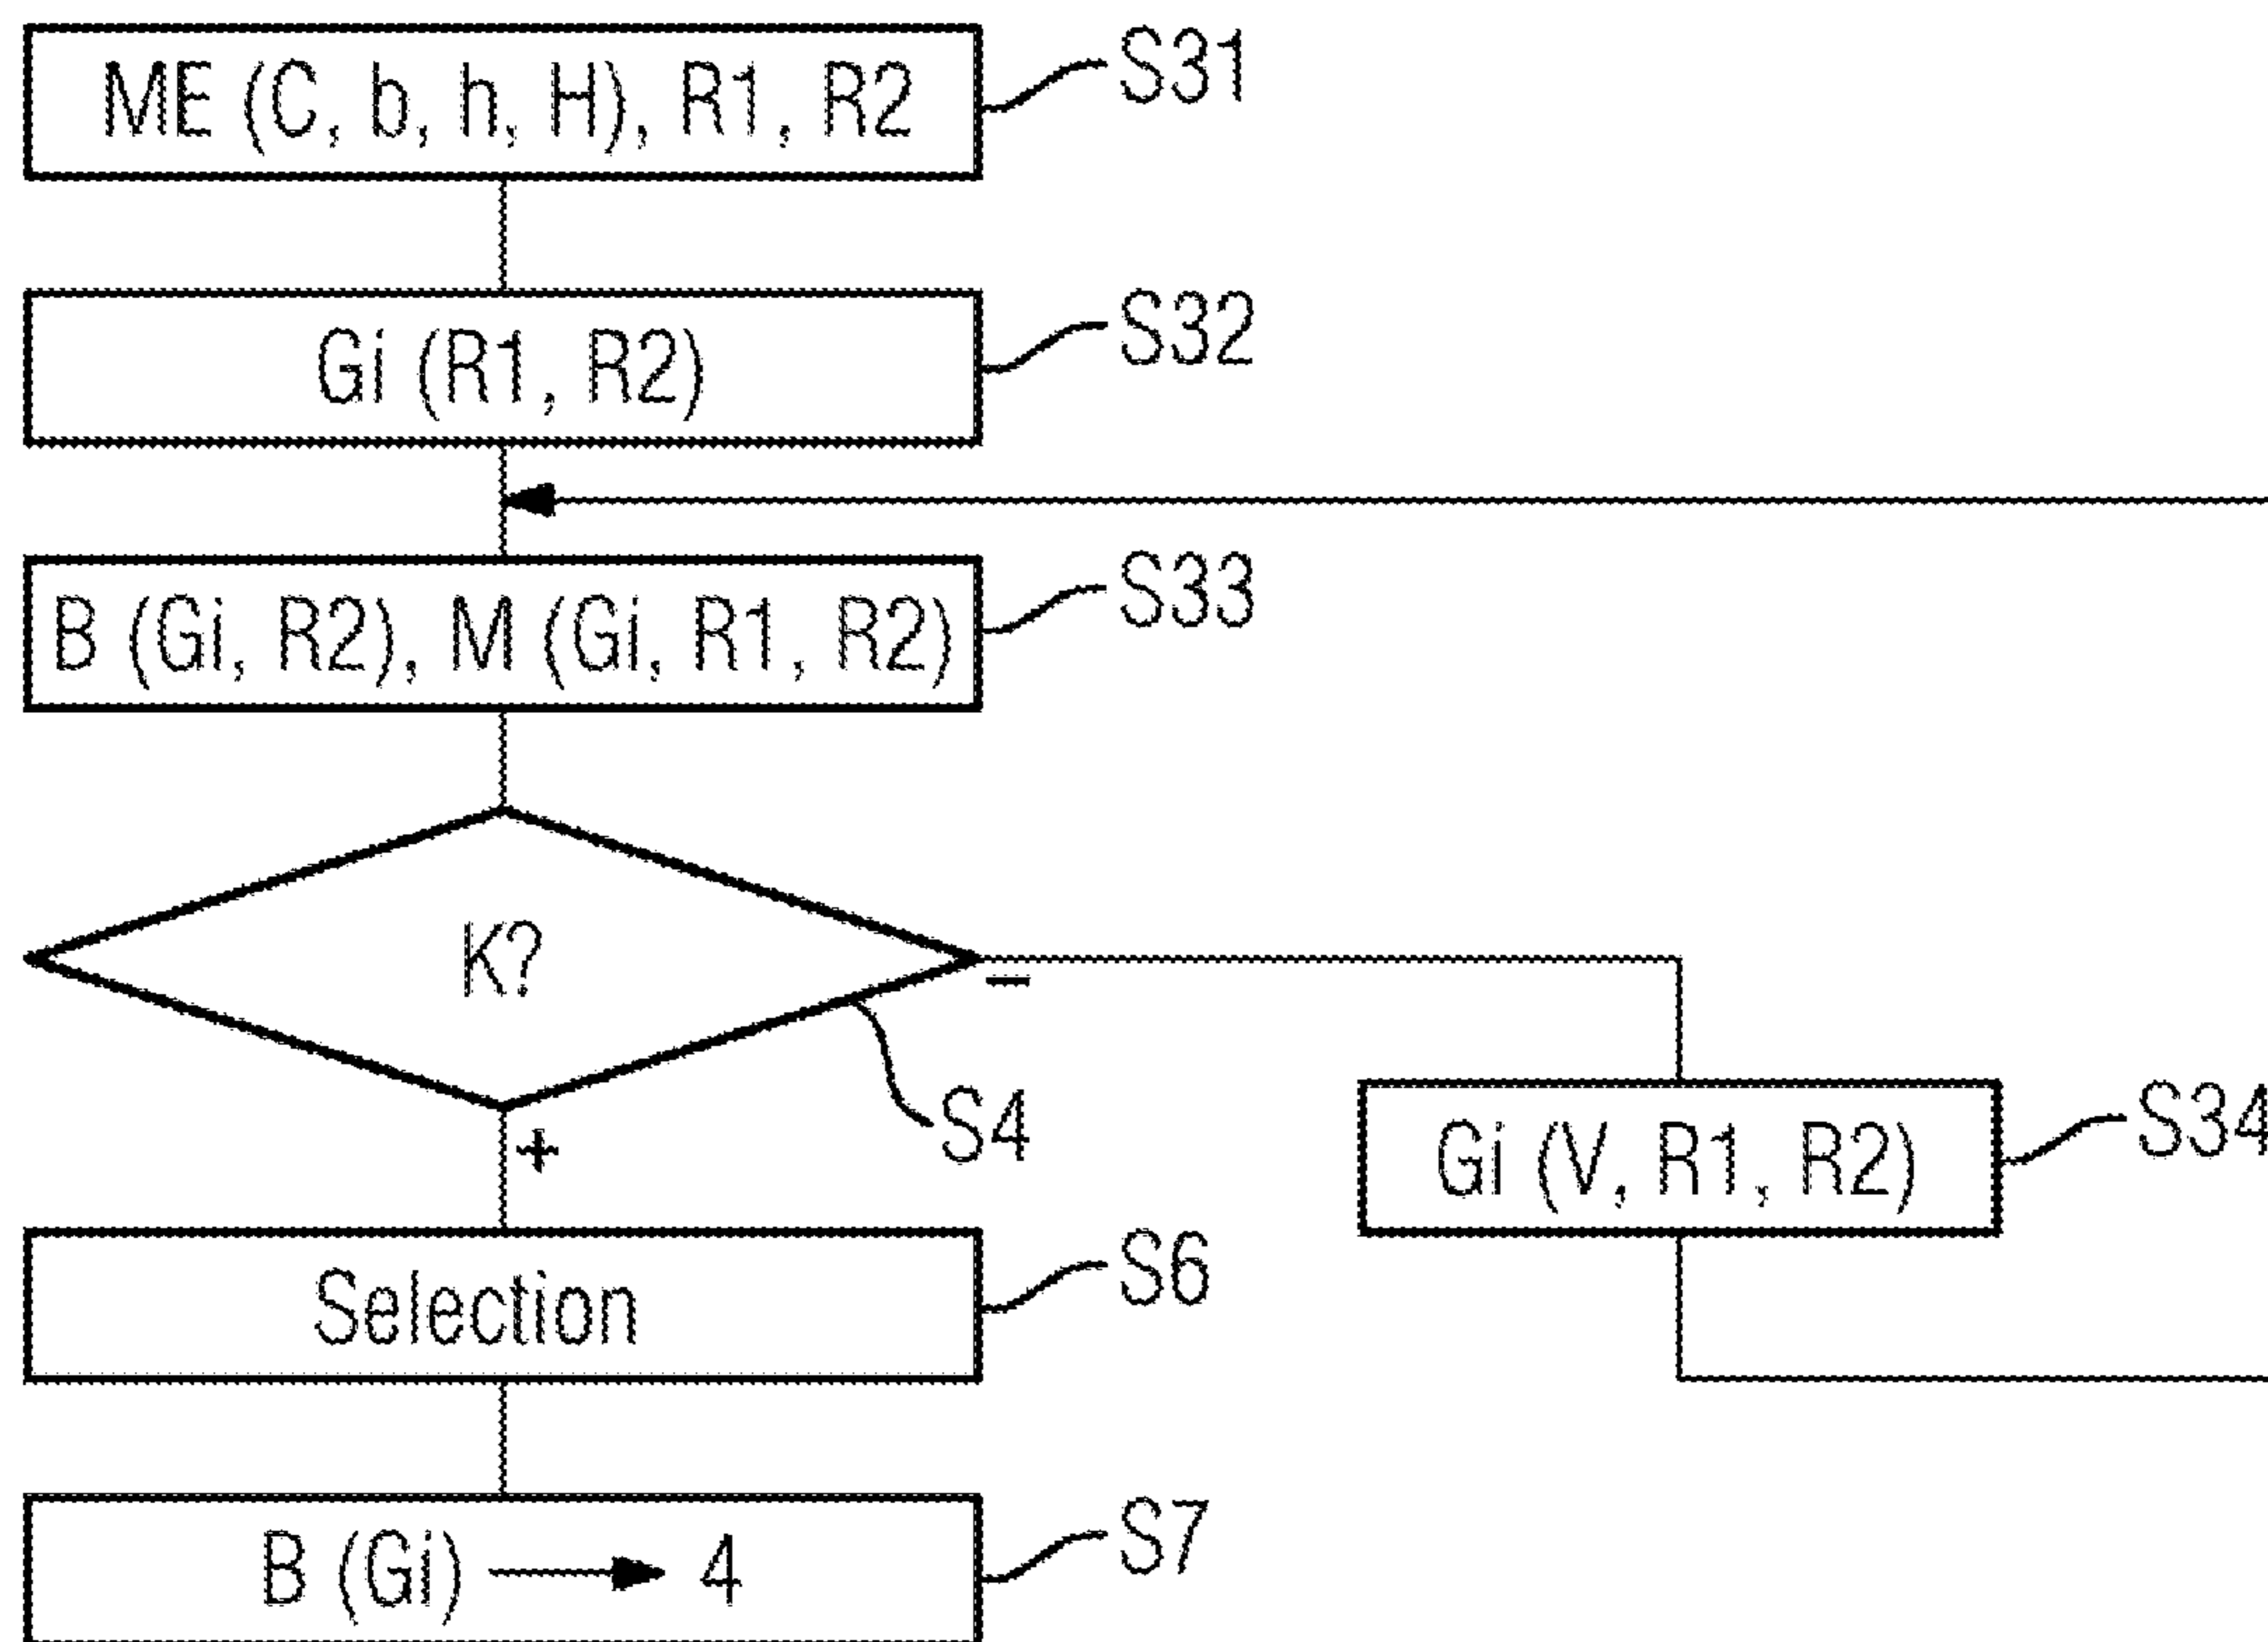 ME (C, b, h, H), R1, R2
S31
Gi (R1, R2)
S32
B (Gi, R2), M (Gi, R1, R2)
S33
K?
−
S4
+
Gi (V, R1, R2)
S34
Selection
S6
B (Gi) → 4
S7